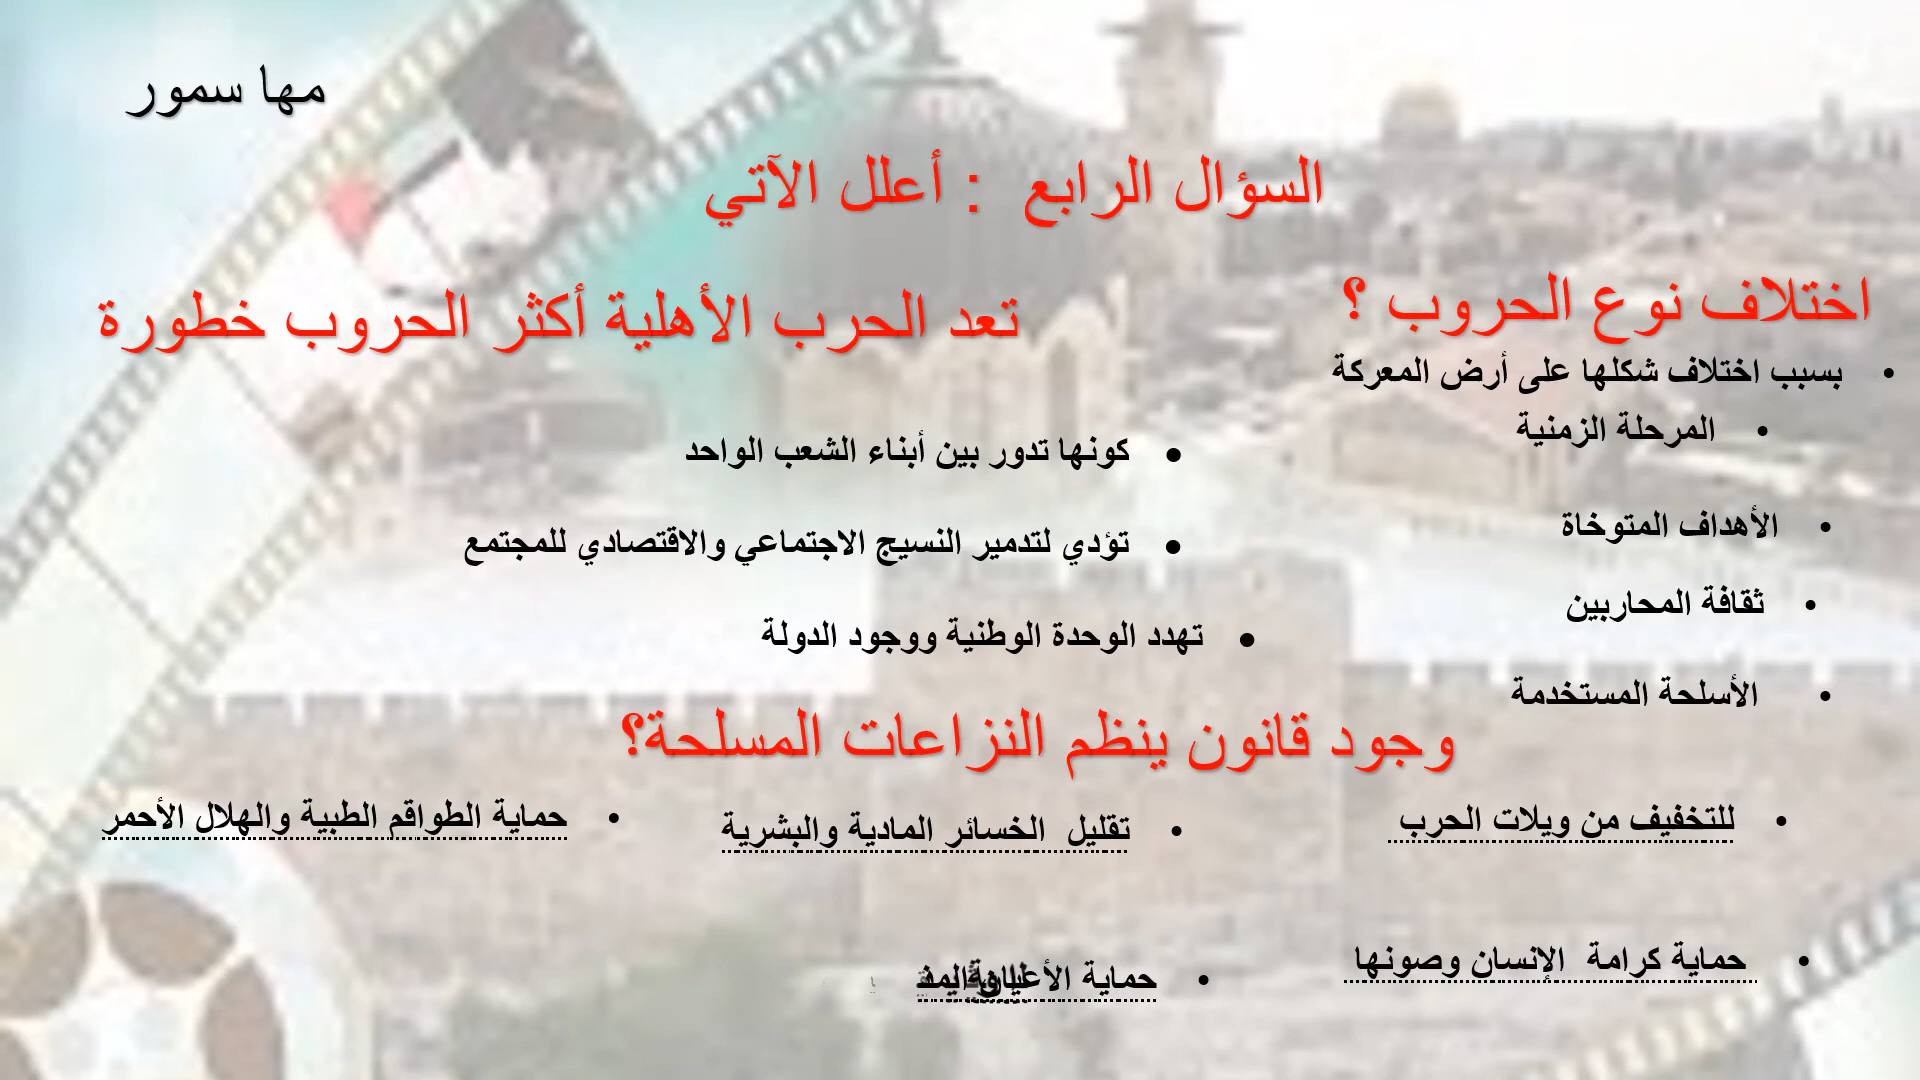 مها سمور
السؤال الرابع : أعلل الآتي
اختلاف نوع الحروب ؟
بسبب اختلاف شكلها على أرض المعركة
المرحلة الزمنية
الأهداف المتوخاة
ثقافة المحاربين
الأسلحة المستخدمة
تعد الحرب الأهلية أكثر الحروب خطورة
كونها تدور بين أبناء الشعب الواحد
تؤدي لتدمير النسيج الاجتماعي والاقتصادي للمجتمع
تهدد الوحدة الوطنية ووجود الدولة
وجود قانون ينظم النزاعات المسلحة؟
للتخفيف من ويلات الحرب
تقليل الخسائر المادية والبشرية
حماية الطواقم الطبية والهلال الأحمر
حماية كرامة الإنسان وصونها
حماية